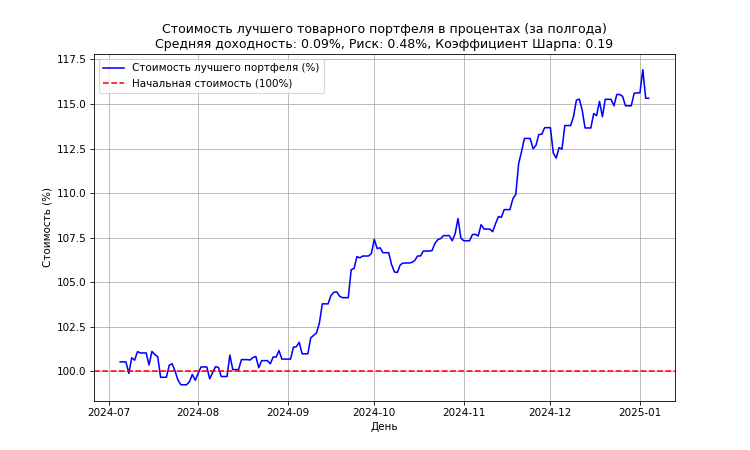 Стоимость лучшего товарного портфеля в процентах (за полгода)
Средняя доходность: 0.09%, Риск: 0.48%, Коэффициент Шарпа: 0.19
Стоимость лучшего портфеля (%)
Начальная стоимость (100%)
Стоимость (%)
117.5
115.0
112.5
110.0
107.5
105.0
102.5
100.0
2024-07 2024-08 2024-09 2024-10 2024-11 2024-12 2025-01
День